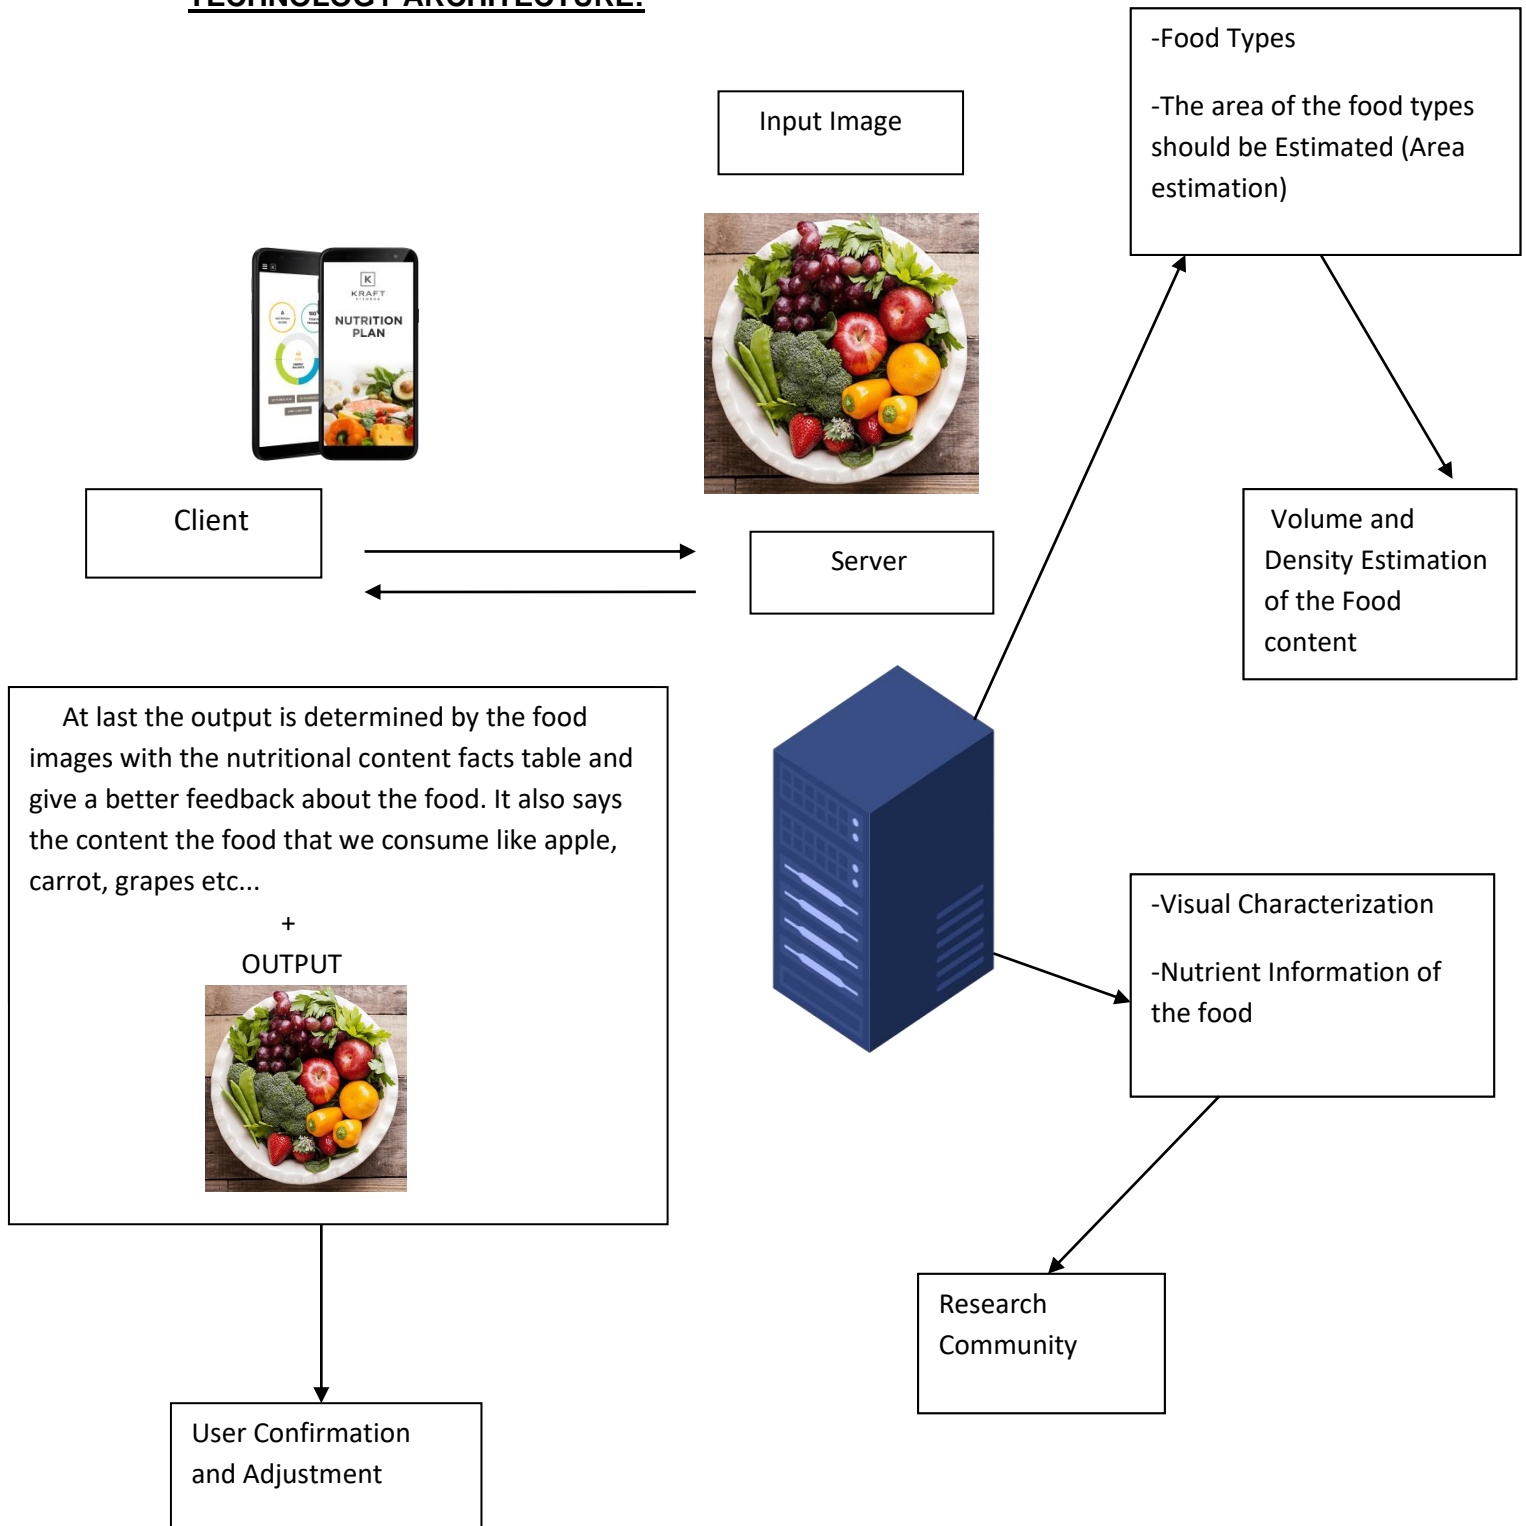 TECHNOLOGY ARCHITECTURE:
-Food Types
-The area of the food types
should be Estimated (Area
estimation)
Input Image
K
KRAFT
FITNESS
NUTRITION
PLAN
Client
Server
Volume and
Density Estimation
of the Food
content
At last the output is determined by the food
images with the nutritional content facts table and
give a better feedback about the food. It also says
the content the food that we consume like apple,
carrot, grapes etc...
+
OUTPUT
-Visual Characterization
-Nutrient Information of
the food
Research
Community
User Confirmation
and Adjustment